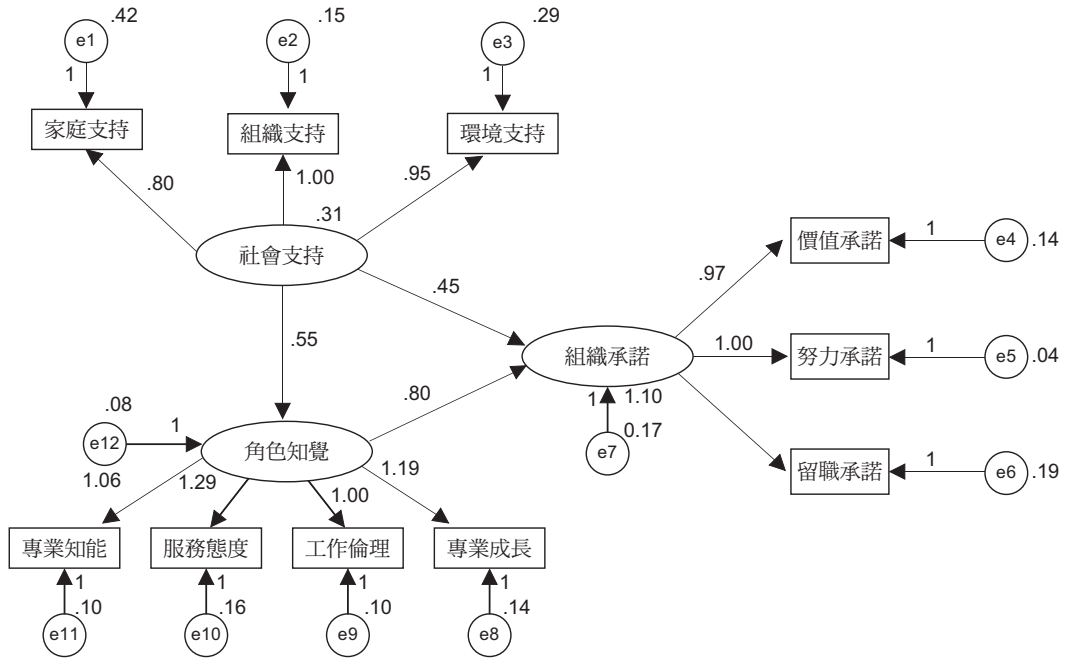 .42
.15
.29
e1
e2
e3
1
1
1
家庭支持
組織支持
環境支持
.80
1.00
.95
.31
社會支持
價值承諾
1
e4
.14
.45
.97
.55
組織承諾
1.00
努力承諾
1
e5
.04
.80
1
1.10
.08
0.17
e12
1
角色知覺
e7
留職承諾
1
e6
.19
1.06
1.29
1.00
1.19
專業知能
服務態度
工作倫理
專業成長
1
1
1
1
.10
.16
.10
.14
e11
e10
e9
e8